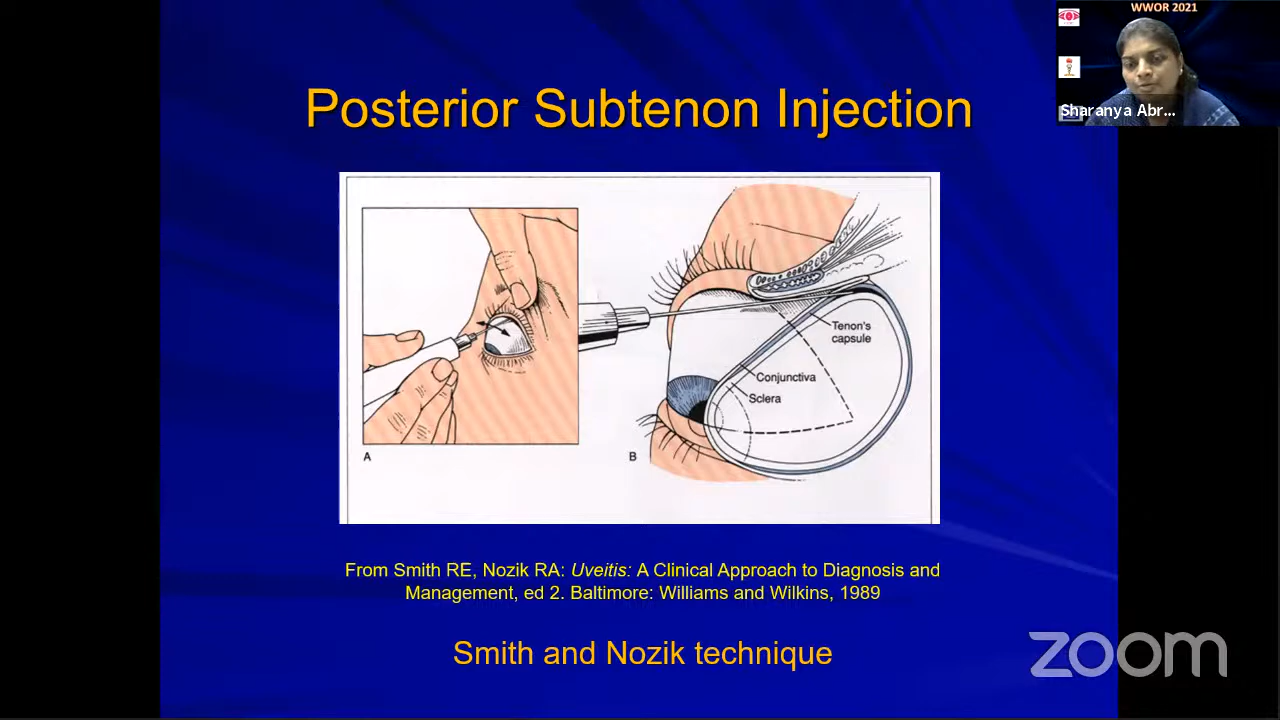 WWOR 2021
Sharanya Abr...
Posterior Subtenon Injection
Tenon's
capsule
Conjunctiva
Sclera
A
B
From Smith RE, Nozik RA: Uveitis: A Clinical Approach to Diagnosis and
Management, ed 2. Baltimore: Williams and Wilkins, 1989
Smith and Nozik technique
zoom